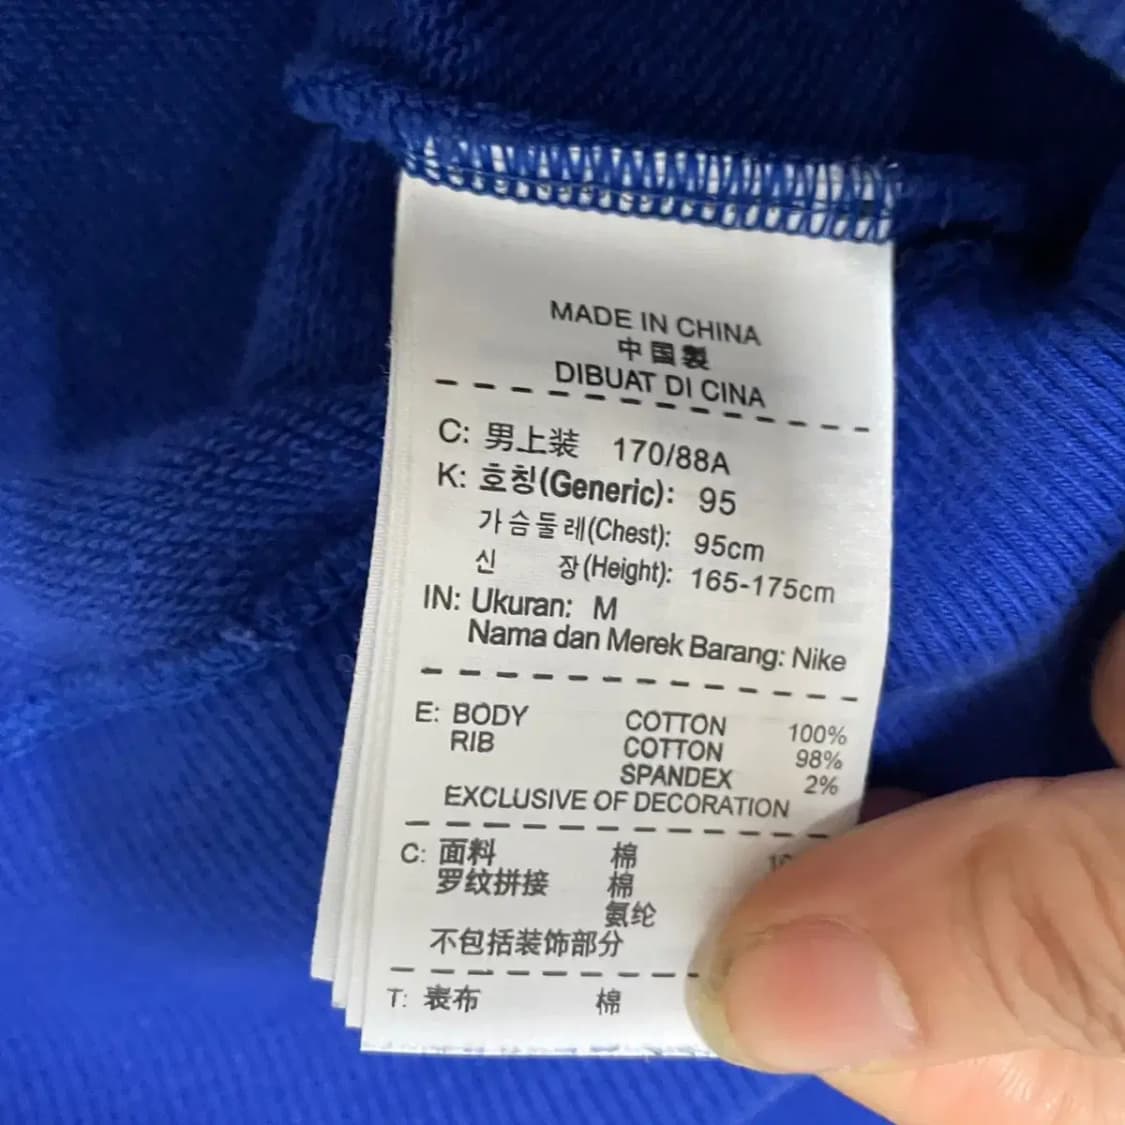 MADE IN CHINA
中国製
DIBUAT DI CINA
C: 男上装 170/88A
K: 호칭(Generic): 95
가슴둘레(Chest): 95cm
신 장(Height): 165-175cm
IN: Ukuran: M
Nama dan Merek Barang: Nike
E: BODY COTTON 100%
RIB COTTON 98%
SPANDEX 2%
EXCLUSIVE OF DECORATION
C: 面料 棉
罗纹拼接 棉
氨纶
不包括装饰部分
T: 表布 棉